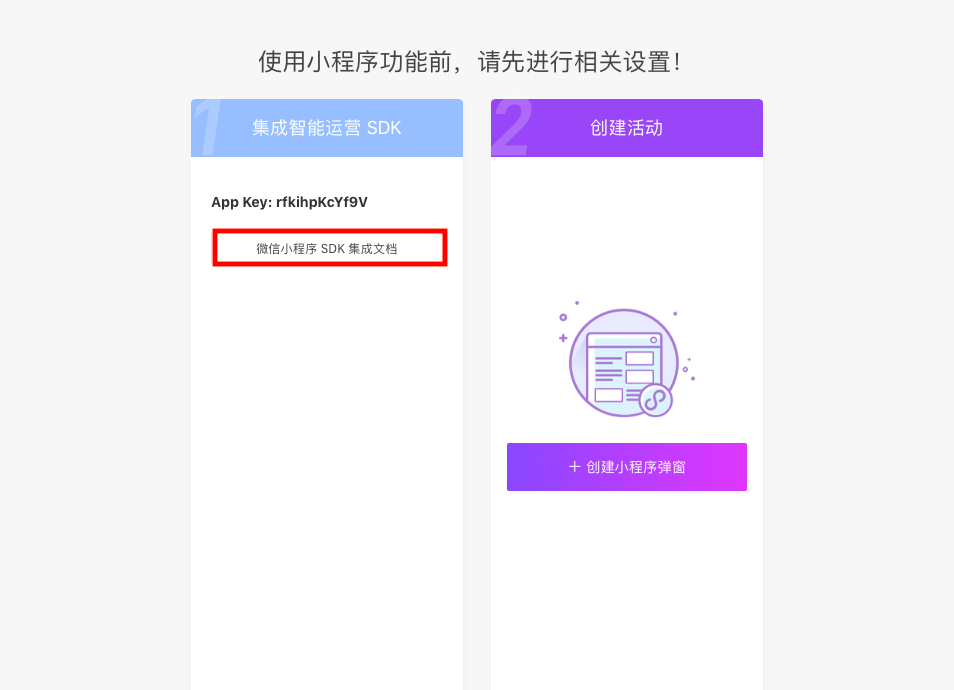 使用小程序功能前，请先进行相关设置！
1
集成智能运营 SDK
App Key: rfkihpKcYf9V
微信小程序 SDK 集成文档
2
创建活动
＋ 创建小程序弹窗